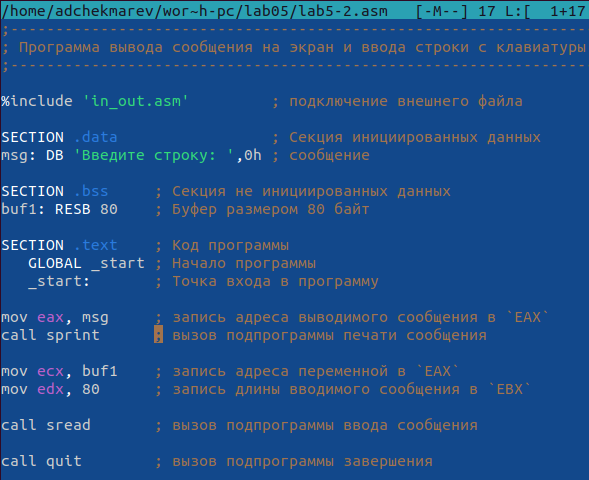 /home/adchekmarev/wor~h-pc/lab05/lab5-2.asm [-M--] 17 L:[ 1+17
;---------------------------------------------------------------
; Программа вывода сообщения на экран и ввода строки с клавиатуры
;---------------------------------------------------------------
%include 'in_out.asm' ; подключение внешнего файла
SECTION .data ; Секция инициированных данных
msg: DB 'Введите строку: ',0h ; сообщение
SECTION .bss ; Секция не инициированных данных
buf1: RESB 80 ; Буфер размером 80 байт
SECTION .text ; Код программы
GLOBAL _start ; Начало программы
_start: ; Точка входа в программу
mov eax, msg ; запись адреса выводимого сообщения в `EAX`
call sprint ; вызов подпрограммы печати сообщения
mov ecx, buf1 ; запись адреса переменной в `EAX`
mov edx, 80 ; запись длины вводимого сообщения в `EBX`
call sread ; вызов подпрограммы ввода сообщения
call quit ; вызов подпрограммы завершения